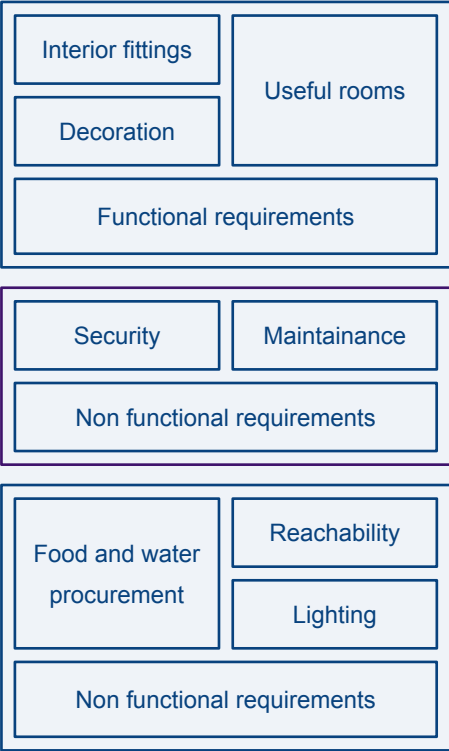 Interior fittings
Useful rooms
Decoration
Functional requirements
Security
Maintainance
Non functional requirements
Food and water
procurement
Reachability
Lighting
Non functional requirements